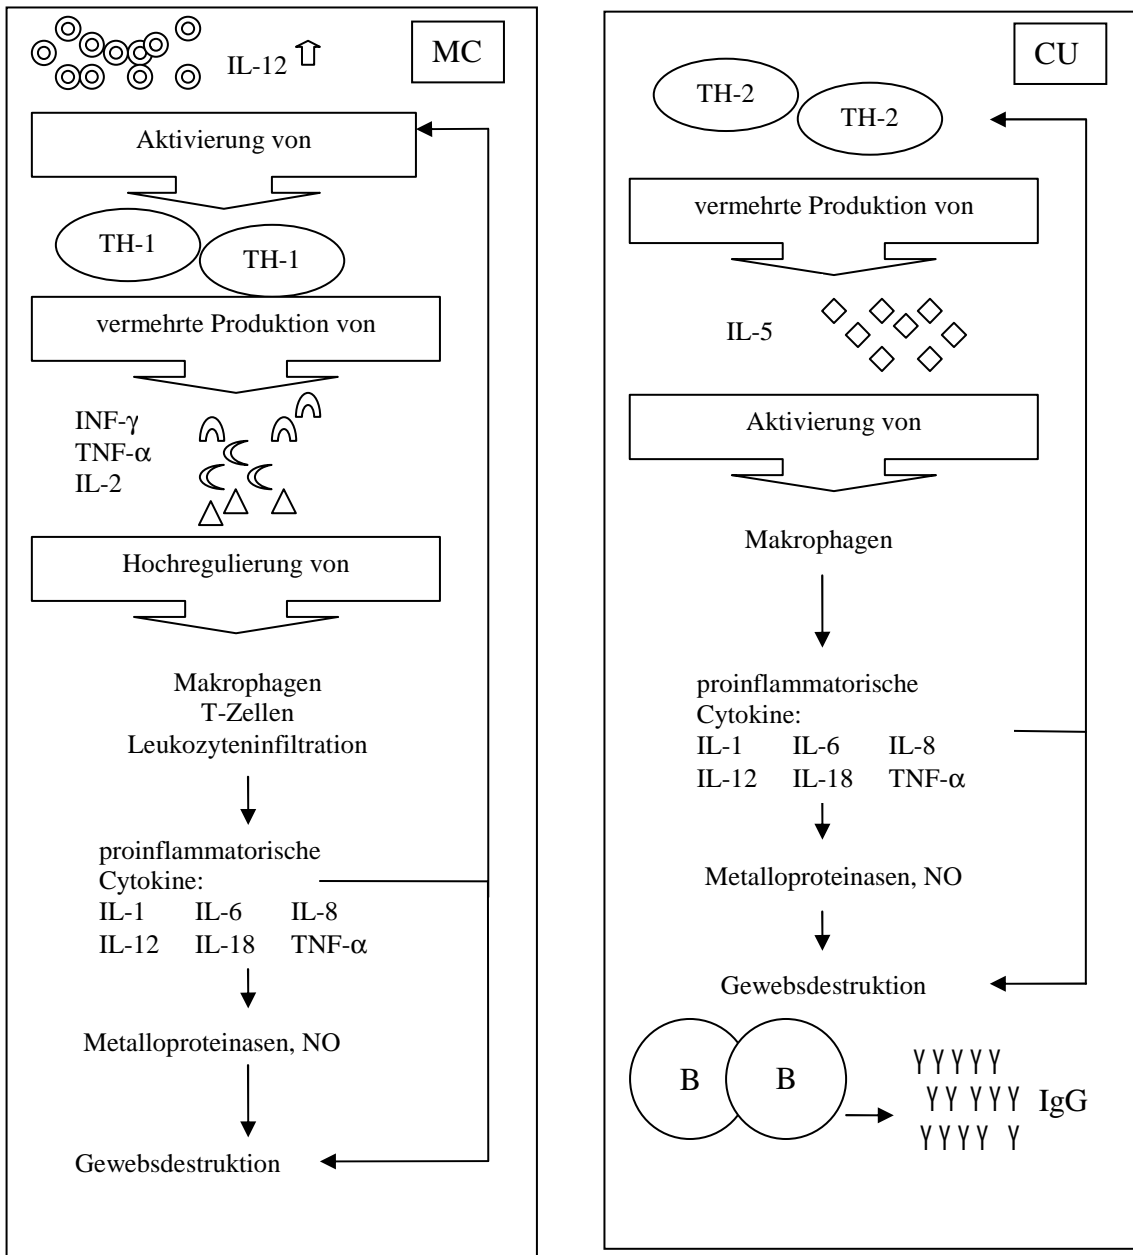 IL-12
MC
Aktivierung von
TH-1
TH-1
vermehrte Produktion von
INF-γ
TNF-α
IL-2
Hochregulierung von
Makrophagen
T-Zellen
Leukozyteninfiltration
proinflammatorische
Cytokine:
IL-1 IL-6 IL-8
IL-12 IL-18 TNF-α
Metalloproteinasen, NO
Gewebsdestruktion
CU
TH-2
TH-2
vermehrte Produktion von
IL-5
Aktivierung von
Makrophagen
proinflammatorische
Cytokine:
IL-1 IL-6 IL-8
IL-12 IL-18 TNF-α
Metalloproteinasen, NO
Gewebsdestruktion
B B
IgG